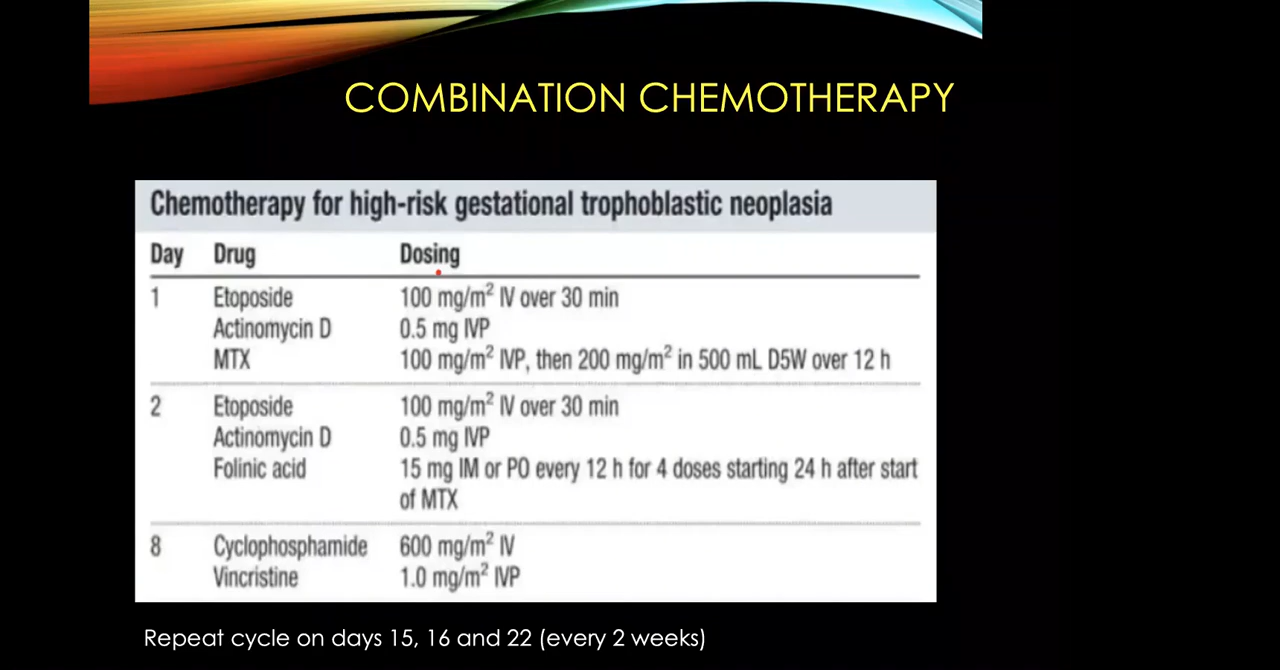 COMBINATION CHEMOTHERAPY
Chemotherapy for high-risk gestational trophoblastic neoplasia
Day Drug Dosing
1 Etoposide 100 mg/m² IV over 30 min
Actinomycin D 0.5 mg IVP
MTX 100 mg/m² IVP, then 200 mg/m² in 500 mL D5W over 12 h
2 Etoposide 100 mg/m² IV over 30 min
Actinomycin D 0.5 mg IVP
Folinic acid 15 mg IM or PO every 12 h for 4 doses starting 24 h after start
of MTX
8 Cyclophosphamide 600 mg/m² IV
Vincristine 1.0 mg/m² IVP
Repeat cycle on days 15, 16 and 22 (every 2 weeks)